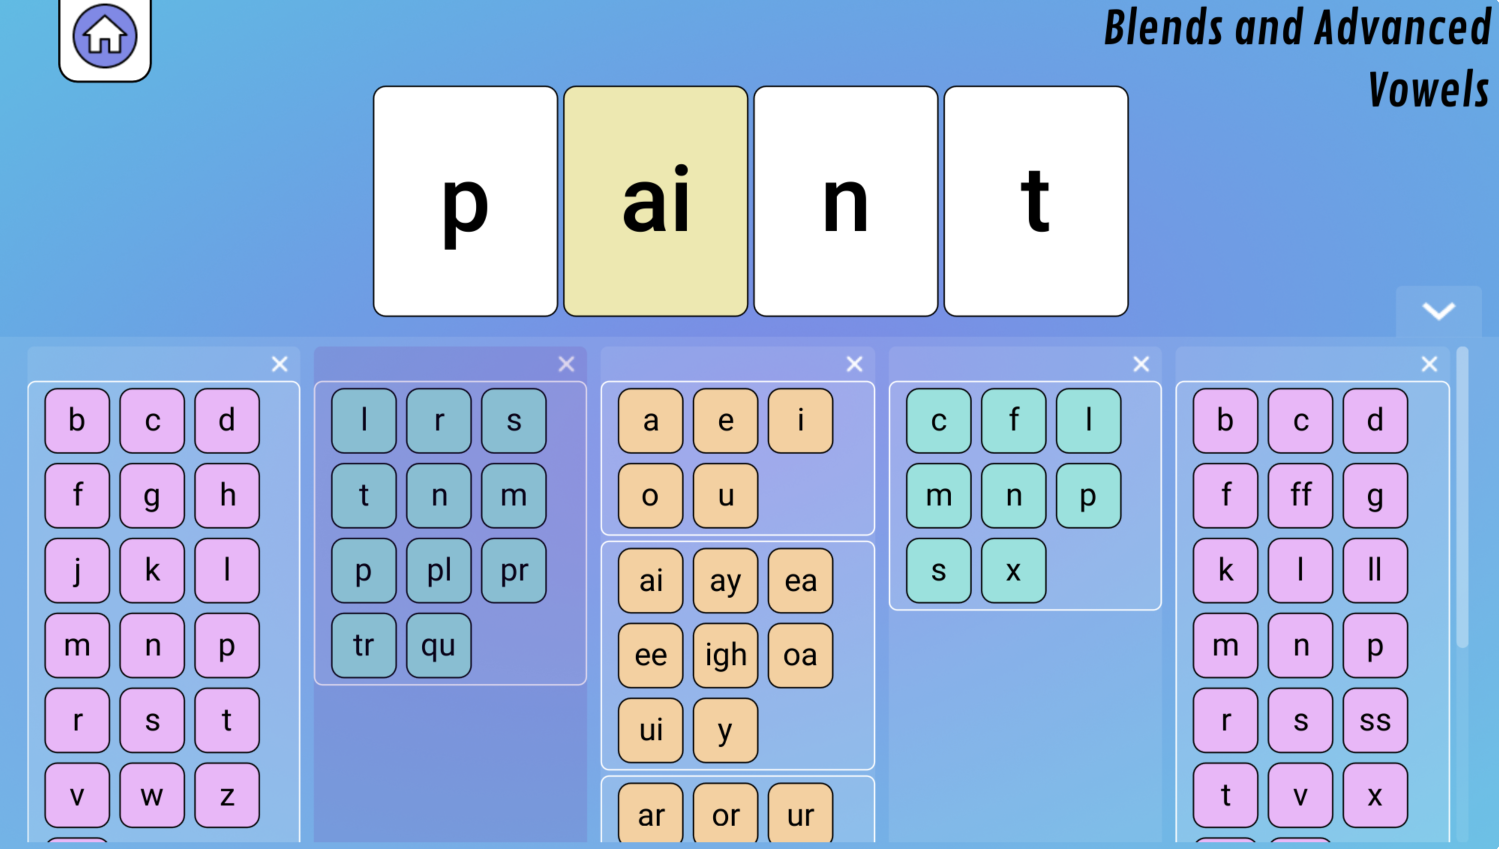 Blends and Advanced
Vowels
p ai n t
b c d
f g h
j k l
m n p
r s t
v w z
l r s
t n m
p pl pr
tr qu
a e i
o u
ai ay ea
ee igh oa
ui y
ar or ur
c f l
m n p
s x
b c d
f ff g
k l ll
m n p
r s ss
t v x